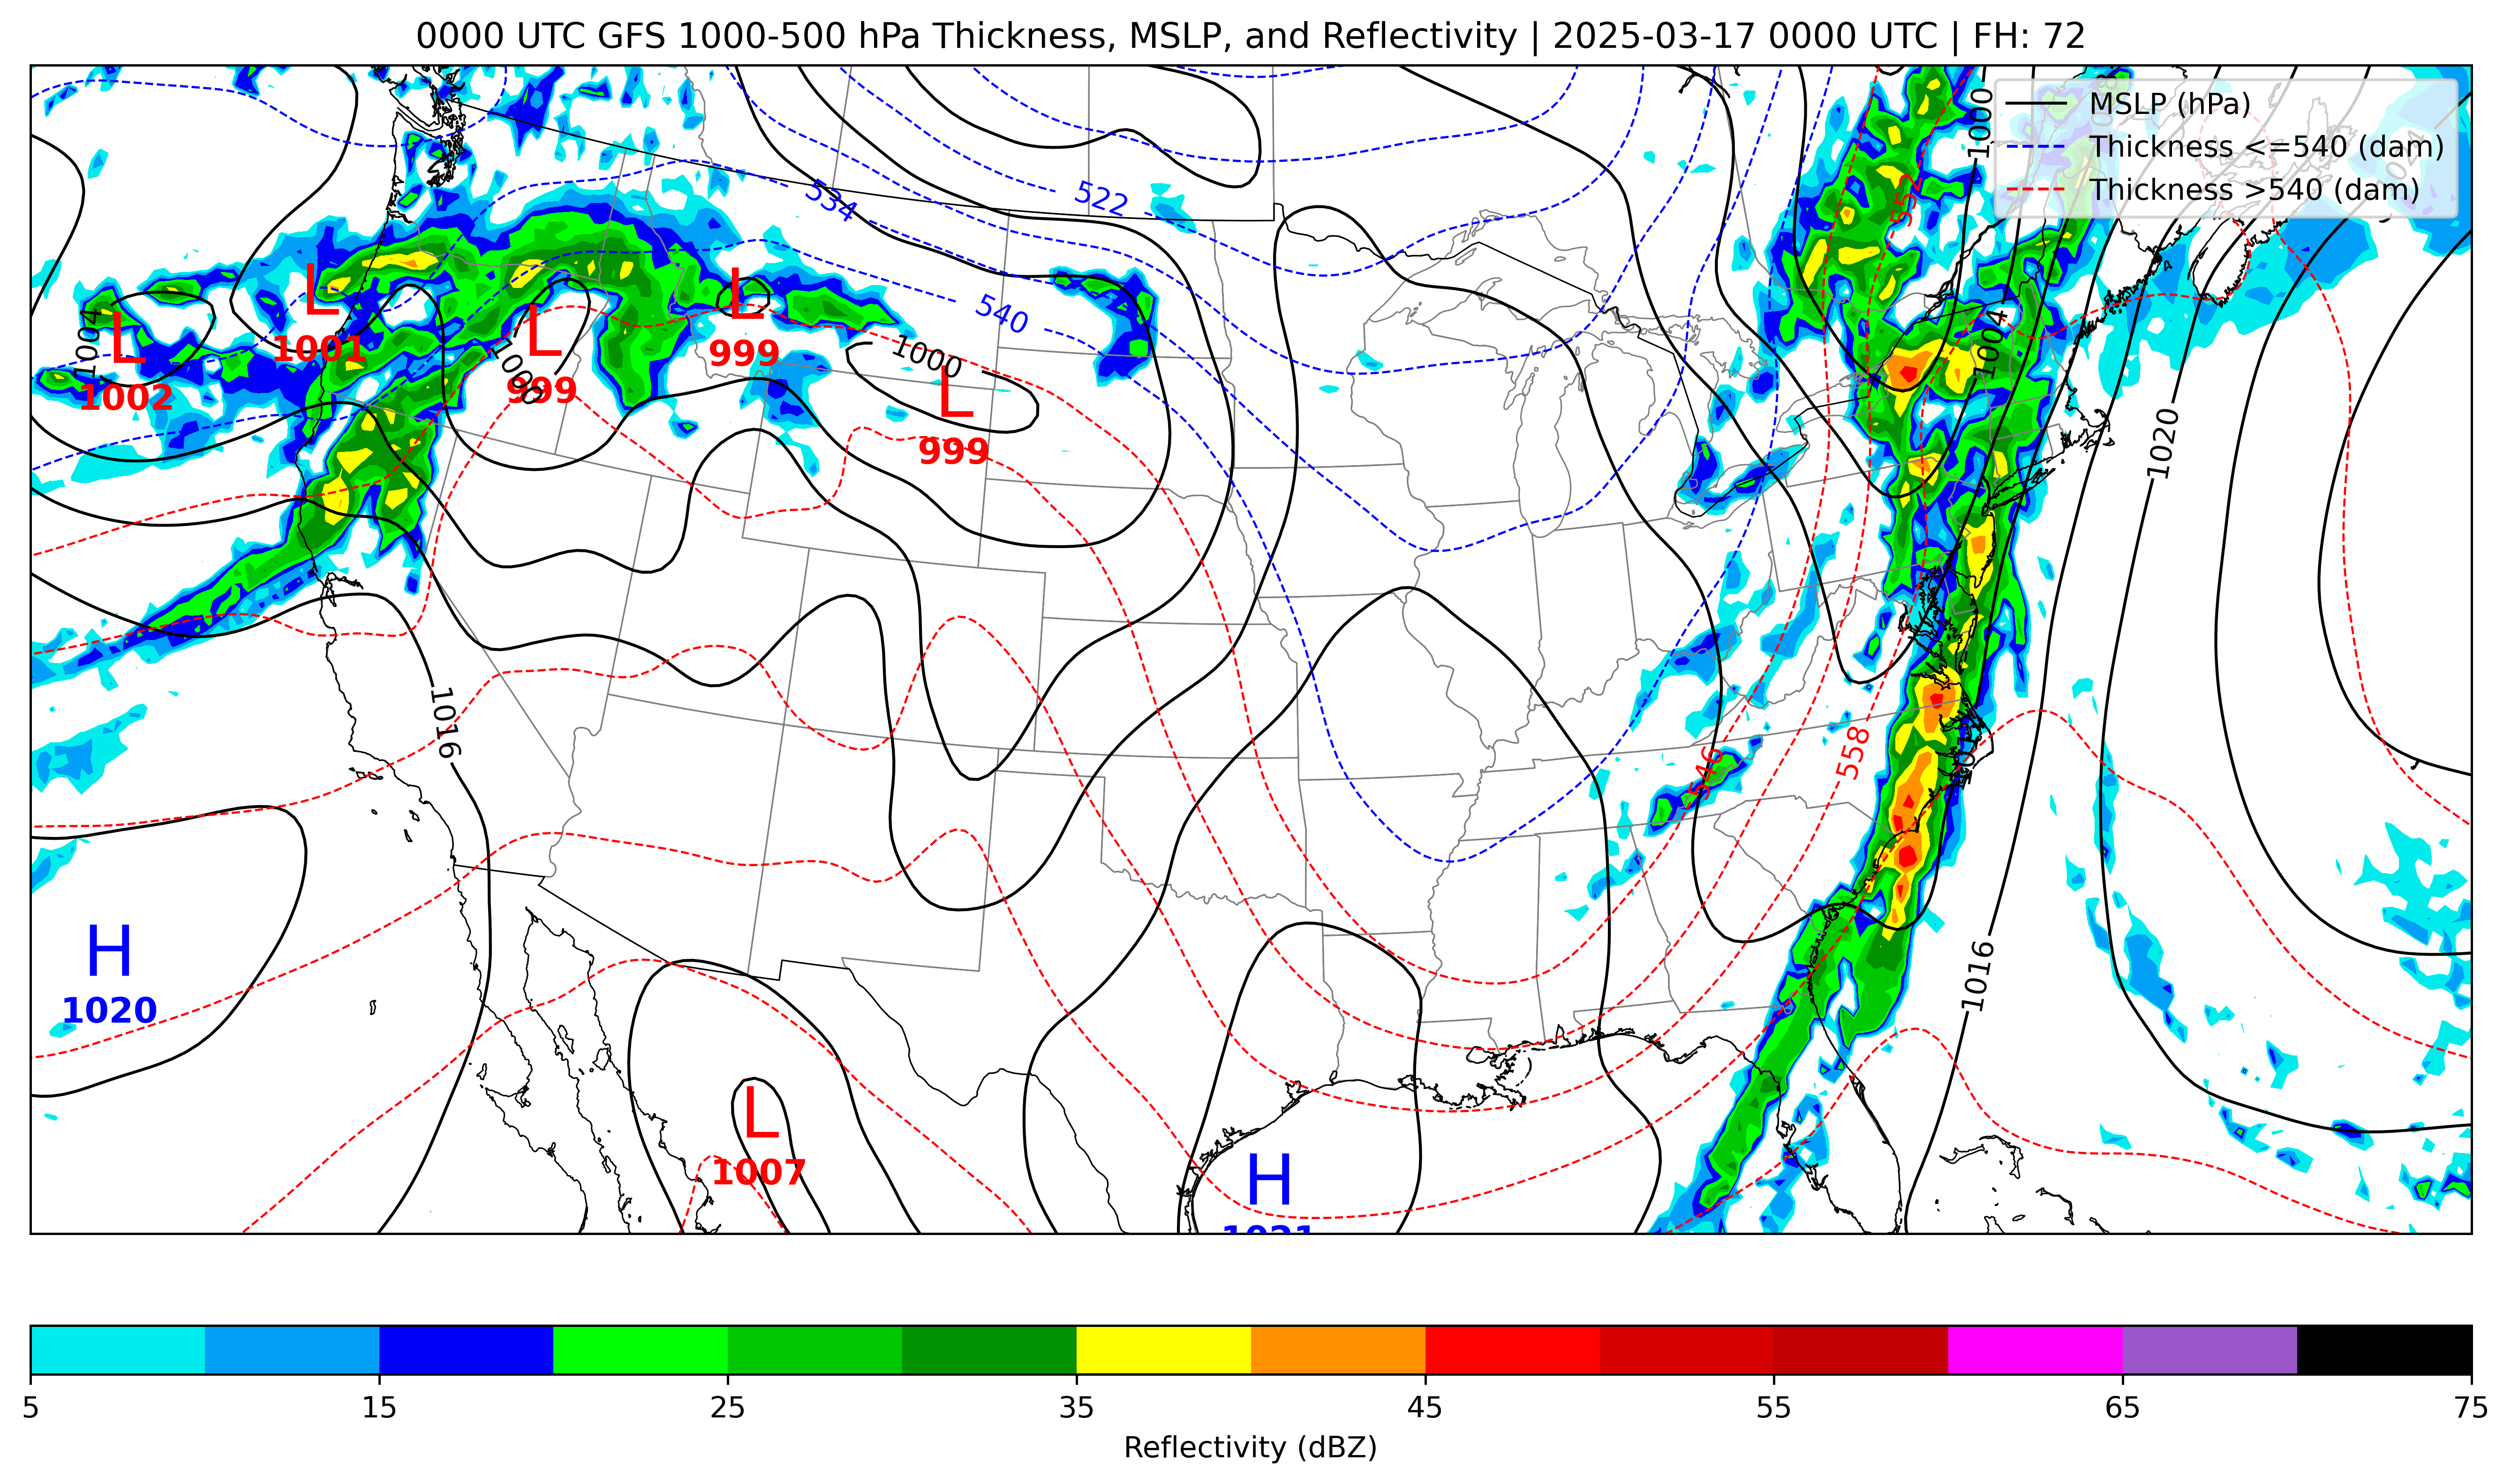 0000 UTC GFS 1000-500 hPa Thickness, MSLP, and Reflectivity | 2025-03-17 0000 UTC | FH: 72
MSLP (hPa)
Thickness <=540 (dam)
Thickness >540 (dam)
1000
534
522
552
540
1004
L
1002
L
1001
L
999
1000
L
999
1000
L
999
1004
1020
1016
546
558
H
1020
1016
L
1007
H
1021
5
15
25
35
45
55
65
75
Reflectivity (dBZ)